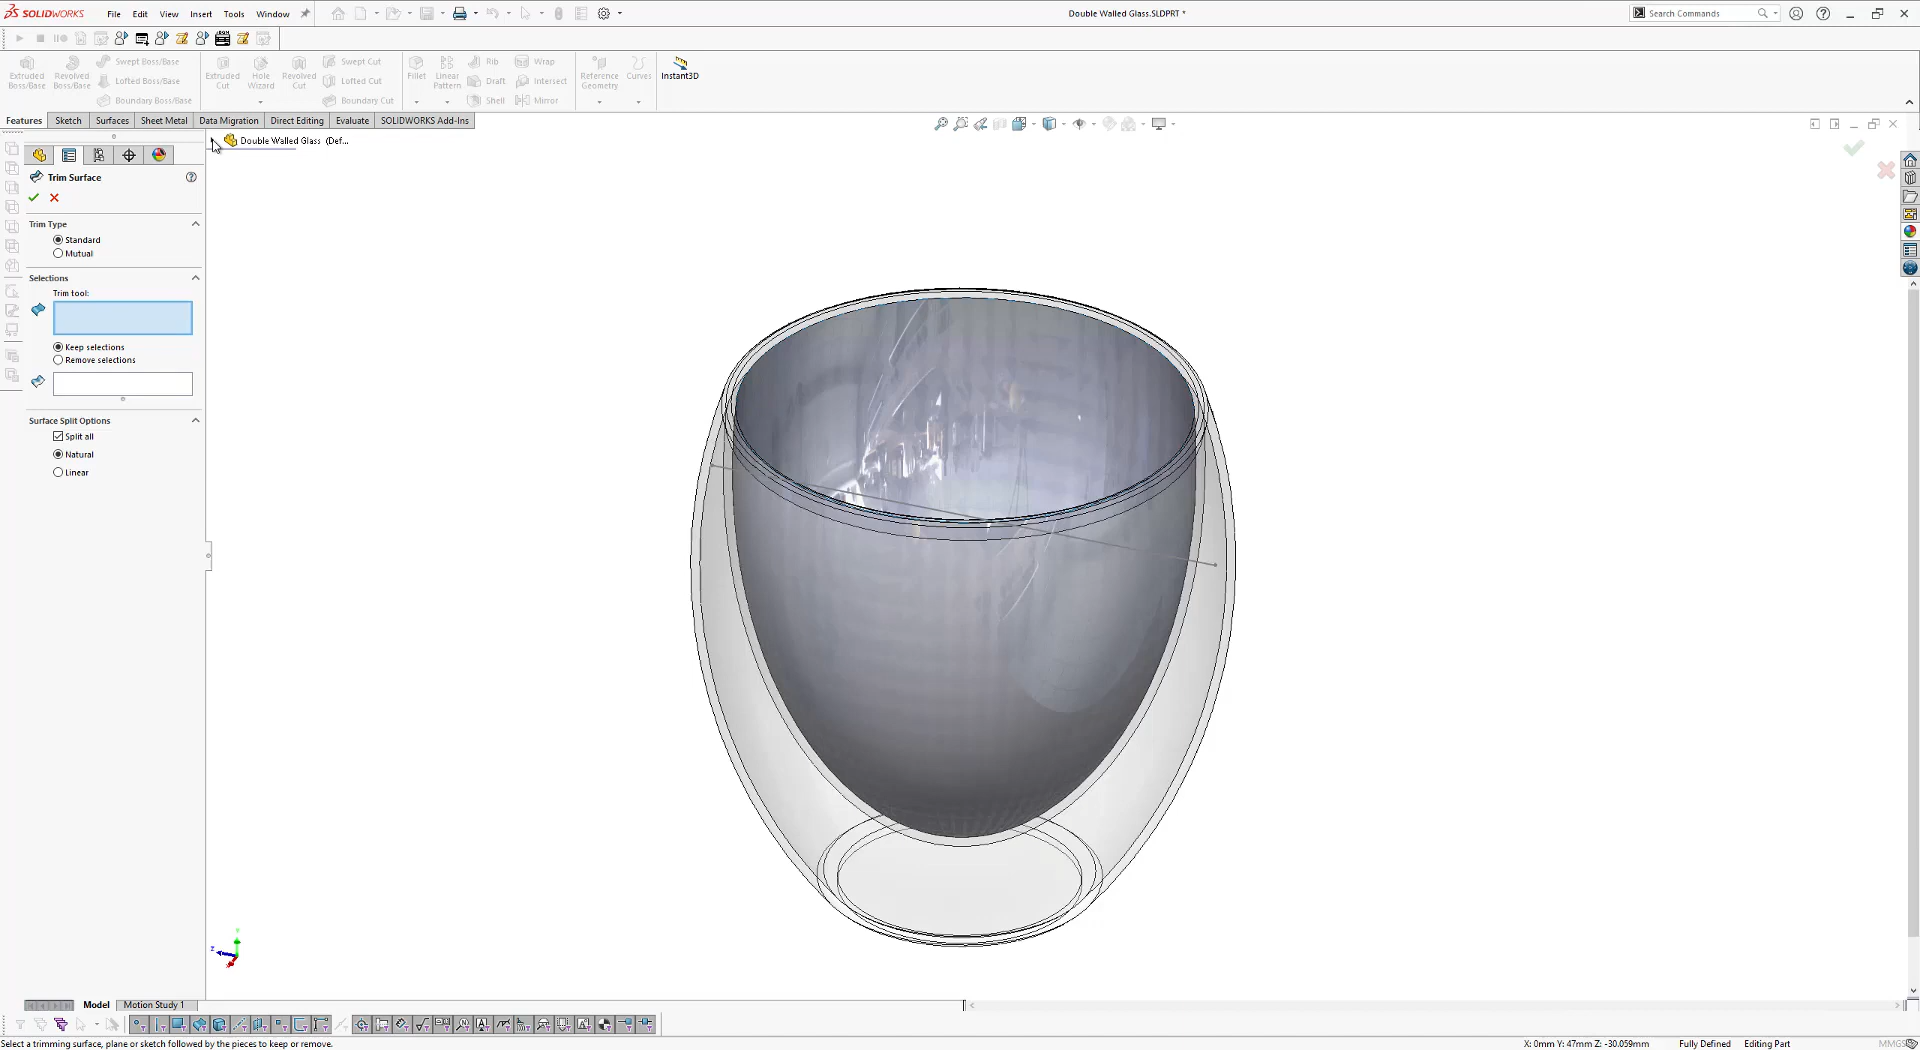 SOLIDWORKS File Edit View Insert Tools Window
Double Walled Glass.SLDPRT *
Search Commands
Extruded Boss/Base
Revolved Boss/Base
Swept Boss/Base
Lofted Boss/Base
Boundary Boss/Base
Extruded Cut
Hole Wizard
Revolved Cut
Swept Cut
Lofted Cut
Boundary Cut
Fillet
Linear Pattern
Rib
Draft
Shell
Wrap
Intersect
Mirror
Reference Geometry
Curves
Instant3D
Features Sketch Surfaces Sheet Metal Data Migration Direct Editing Evaluate SOLIDWORKS Add-Ins
Double Walled Glass (Def...
Trim Surface
Trim Type
Standard
Mutual
Selections
Trim tool:
Keep selections
Remove selections
Surface Split Options
Split all
Natural
Linear
Z
Model Motion Study 1
Select a trimming surface, plane or sketch followed by the pieces to keep or remove.
X: 0mm Y: 47mm Z: -30.059mm Fully Defined Editing Part MMGS